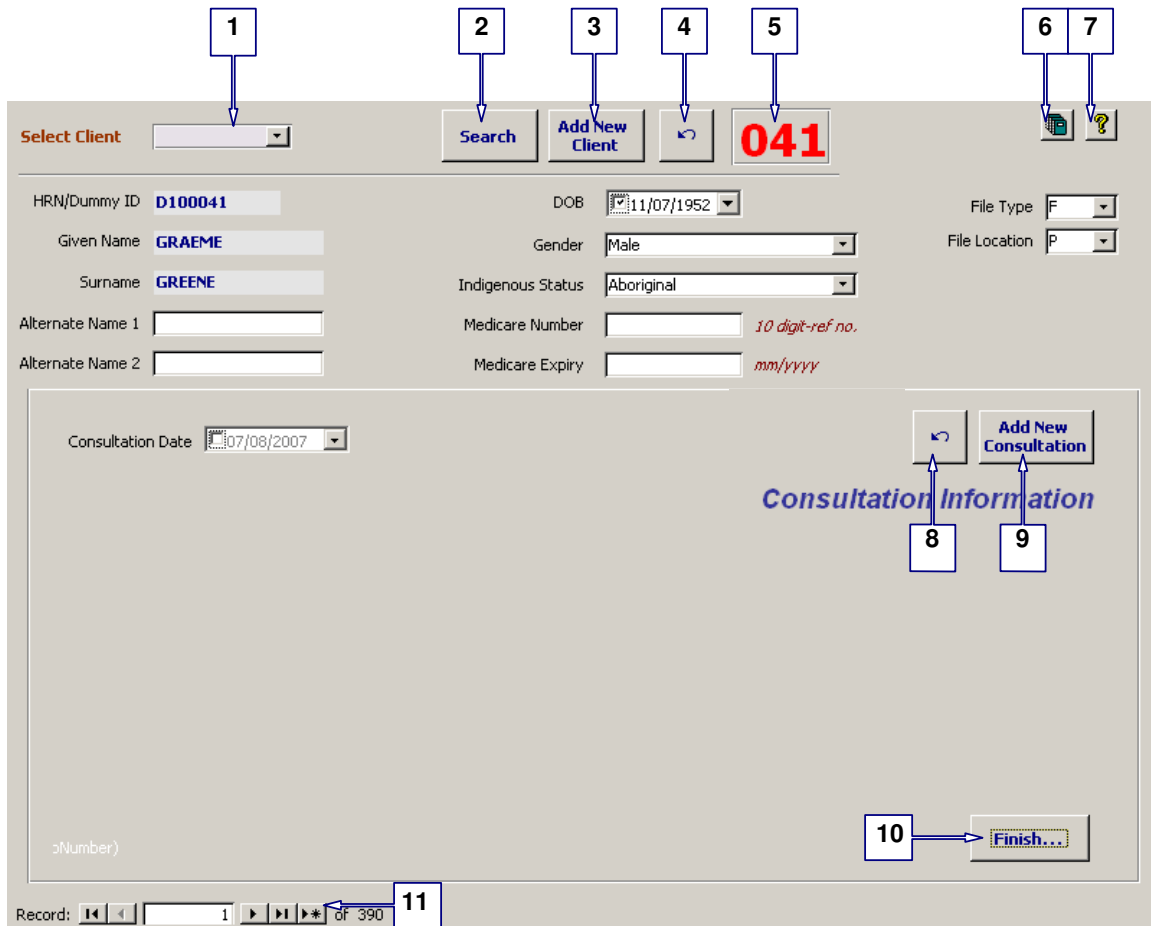 1 2 3 4 5 6 7
Select Client Search Add New Client 041 ?
HRN/Dummy ID D100041 DOB 11/07/1952 File Type F
Given Name GRAEME Gender Male File Location P
Surname GREENE Indigenous Status Aboriginal
Alternate Name 1 Medicare Number 10 digit-ref no.
Alternate Name 2 Medicare Expiry mm/yyyy
Consultation Date 07/08/2007 Add New Consultation
Consultation Information
8 9
10 Finish...
oNumber)
11
Record: 1 of 390